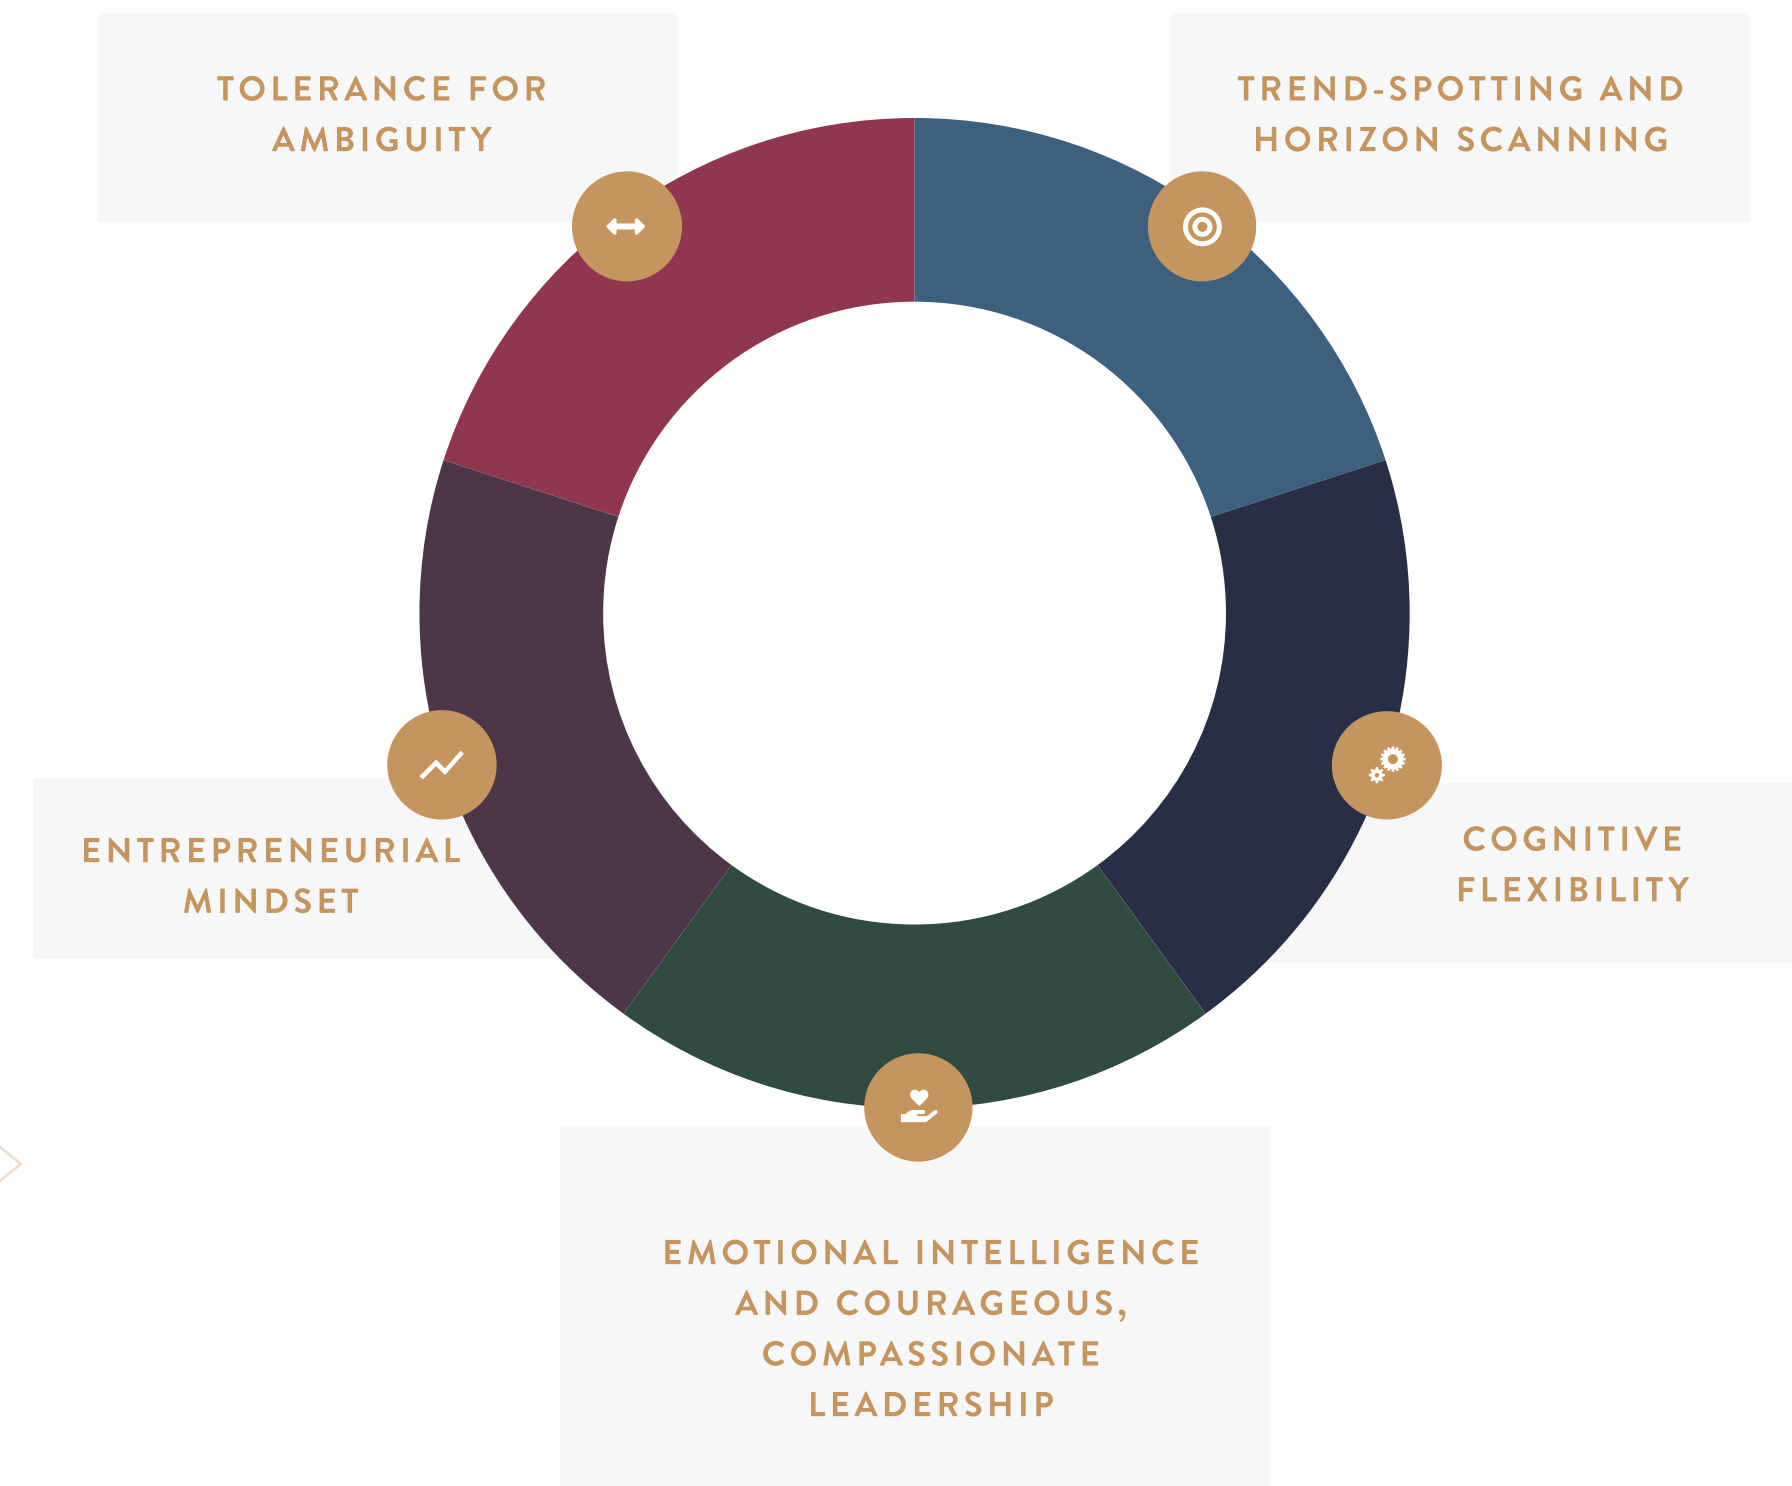 TOLERANCE FOR
AMBIGUITY
TREND-SPOTTING AND
HORIZON SCANNING
ENTREPRENEURIAL
MINDSET
COGNITIVE
FLEXIBILITY
EMOTIONAL INTELLIGENCE
AND COURAGEOUS,
COMPASSIONATE
LEADERSHIP